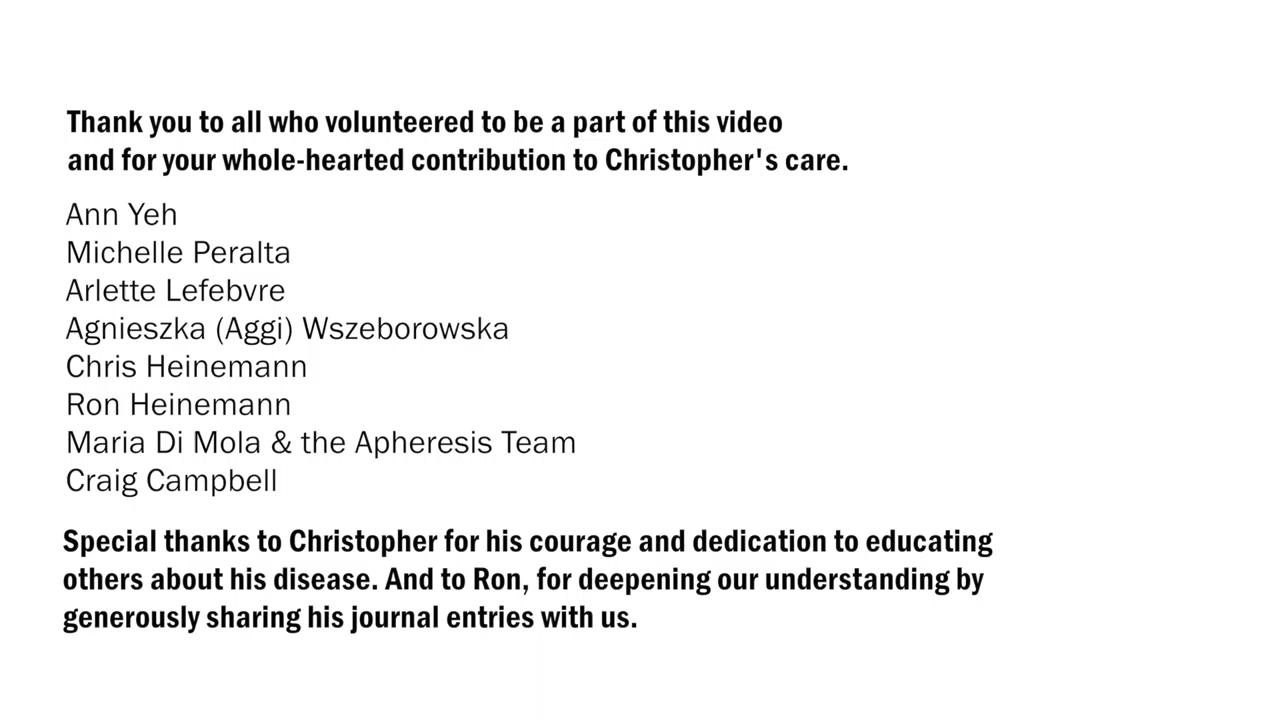 Thank you to all who volunteered to be a part of this video
and for your whole-hearted contribution to Christopher's care.
Ann Yeh
Michelle Peralta
Arlette Lefebvre
Agnieszka (Aggi) Wszeborowska
Chris Heinemann
Ron Heinemann
Maria Di Mola & the Apheresis Team
Craig Campbell
Special thanks to Christopher for his courage and dedication to educating
others about his disease. And to Ron, for deepening our understanding by
generously sharing his journal entries with us.